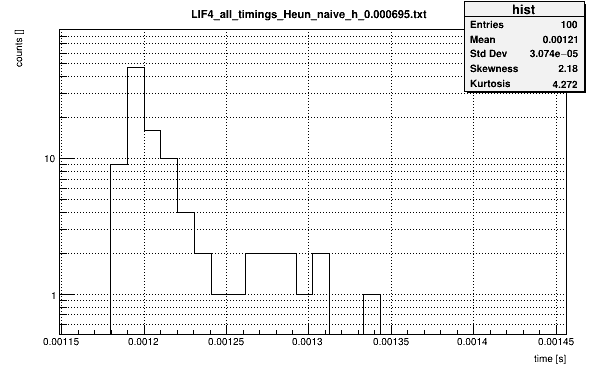 LIF4_all_timings_Heun_naive_h_0.000695.txt
hist
Entries 100
Mean 0.00121
Std Dev 3.074e−05
Skewness 2.18
Kurtosis 4.272
counts []
10
1
0.00115 0.0012 0.00125 0.0013 0.00135 0.0014 0.00145
time [s]